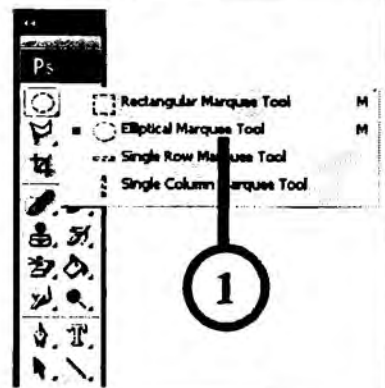 Ps
Rectangular Marquee Tool M
Elliptical Marquee Tool M
Single Row Marquee Tool
Single Column Marquee Tool
1